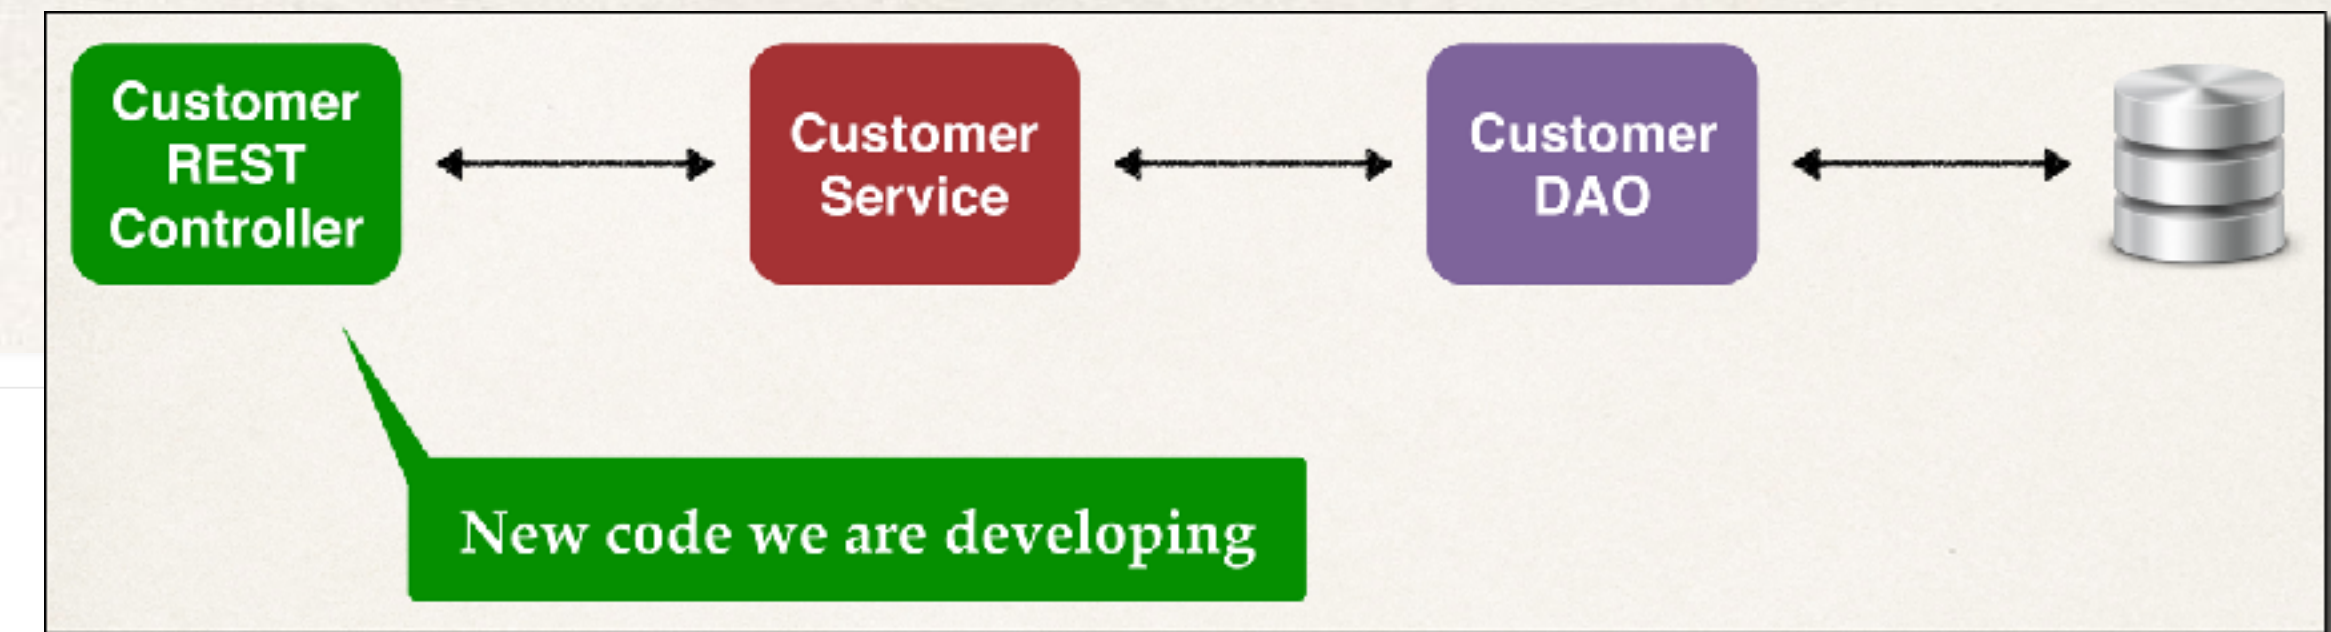 Customer
REST
Controller
Customer
Service
Customer
DAO
New code we are developing